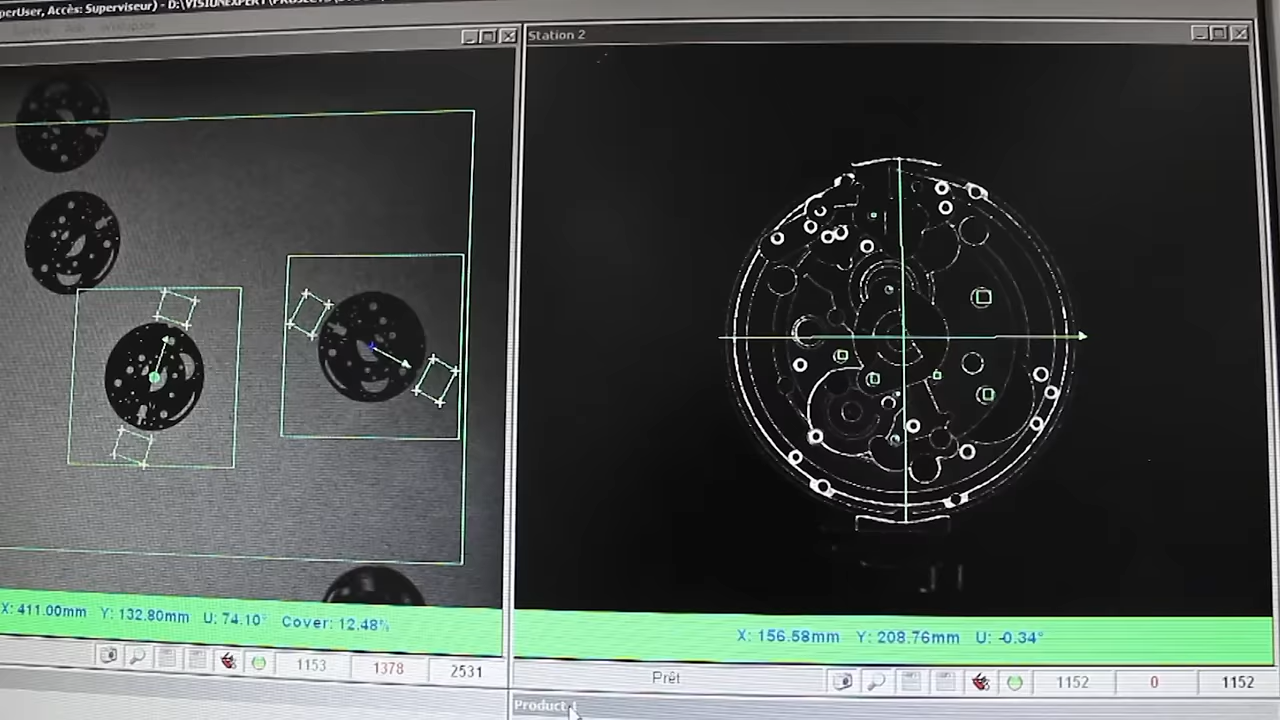 perUser, Accès: Superviseur) - D:\VISIONEXPERT\PROJECTS\
Station 2
X: 411.00mm Y: 132.80mm U: 74.10° Cover: 12.48%
X: 156.58mm Y: 208.76mm U: -0.34°
1153 1378 2531
Prêt 1152 0 1152
Product